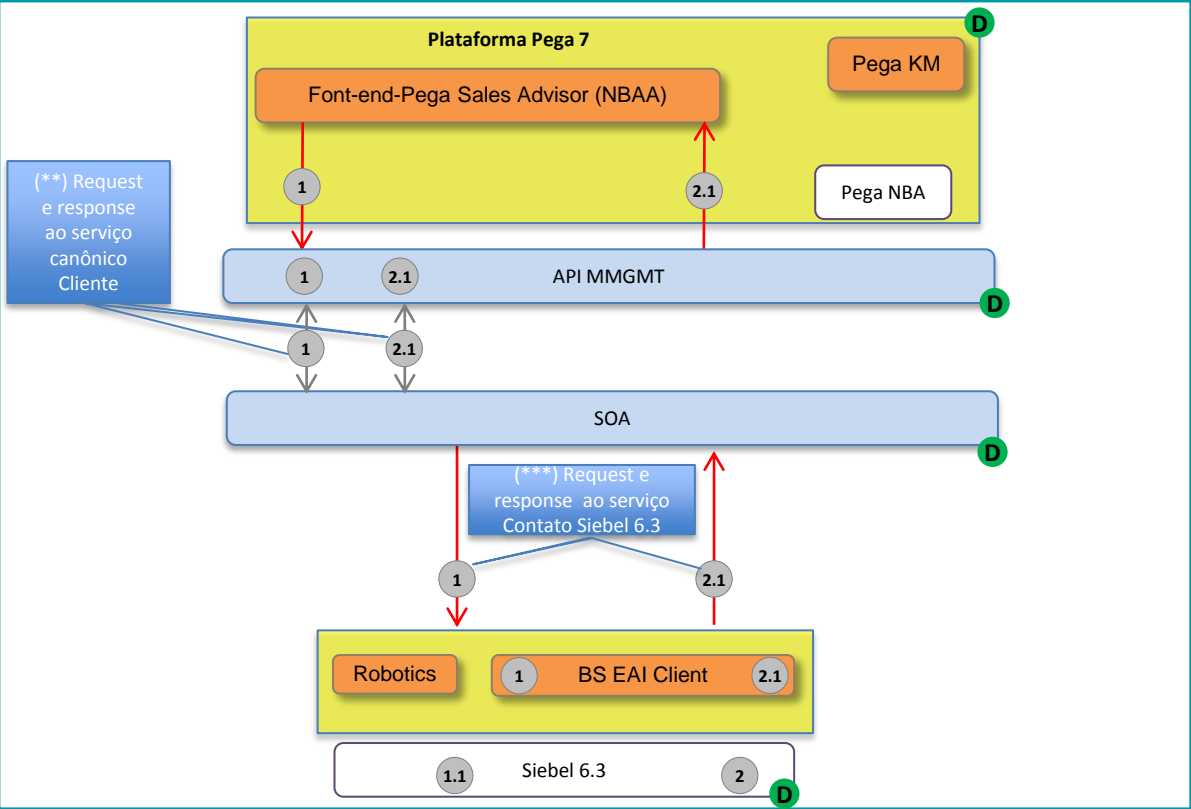 D
Plataforma Pega 7
Pega KM
Font-end-Pega Sales Advisor (NBAA)
(**) Request
e response
ao serviço
canônico
Cliente
1
2.1
Pega NBA
1
2.1
API MMGMT
D
1
2.1
SOA
D
(***) Request e
response ao serviço
Contato Siebel 6.3
1
2.1
Robotics
1
BS EAI Client
2.1
1.1
Siebel 6.3
2
D